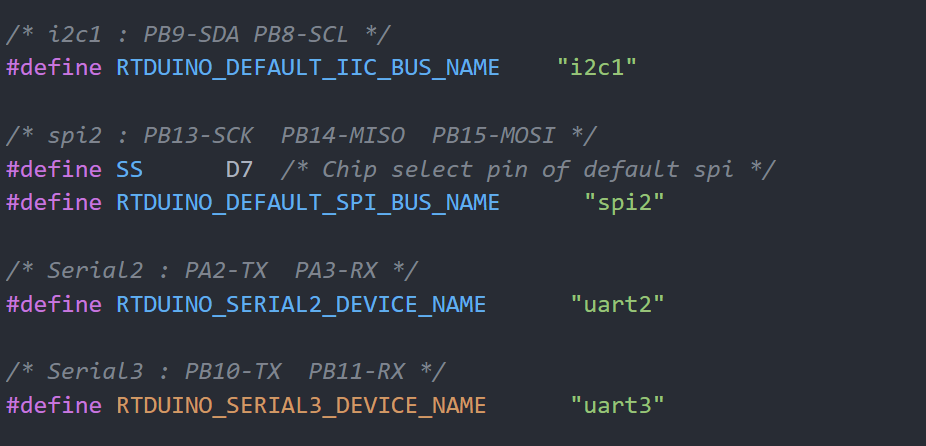 /* i2c1 : PB9-SDA PB8-SCL */
#define RTDUINO_DEFAULT_IIC_BUS_NAME    "i2c1"
/* spi2 : PB13-SCK  PB14-MISO  PB15-MOSI */
#define SS      D7  /* Chip select pin of default spi */
#define RTDUINO_DEFAULT_SPI_BUS_NAME      "spi2"
/* Serial2 : PA2-TX  PA3-RX */
#define RTDUINO_SERIAL2_DEVICE_NAME      "uart2"
/* Serial3 : PB10-TX  PB11-RX */
#define RTDUINO_SERIAL3_DEVICE_NAME      "uart3"